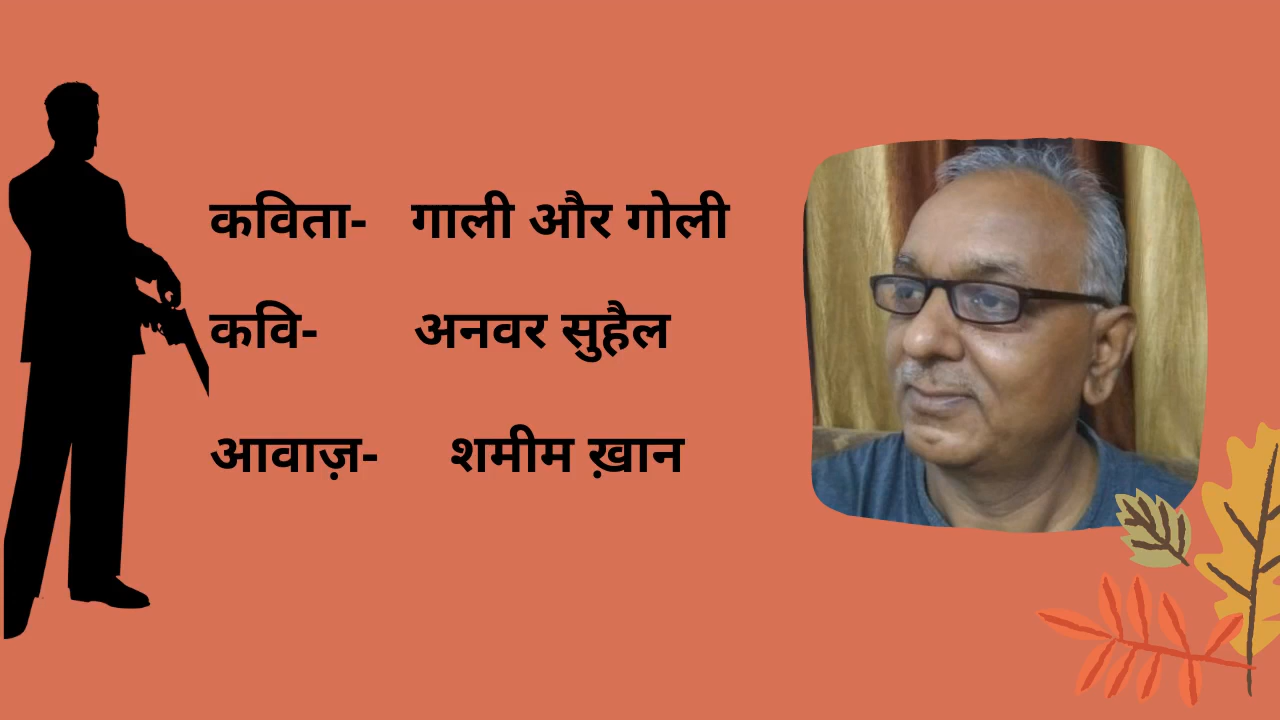 कविता- गाली और गोली
कवि- अनवर सुहैल
आवाज़- शमीम ख़ान